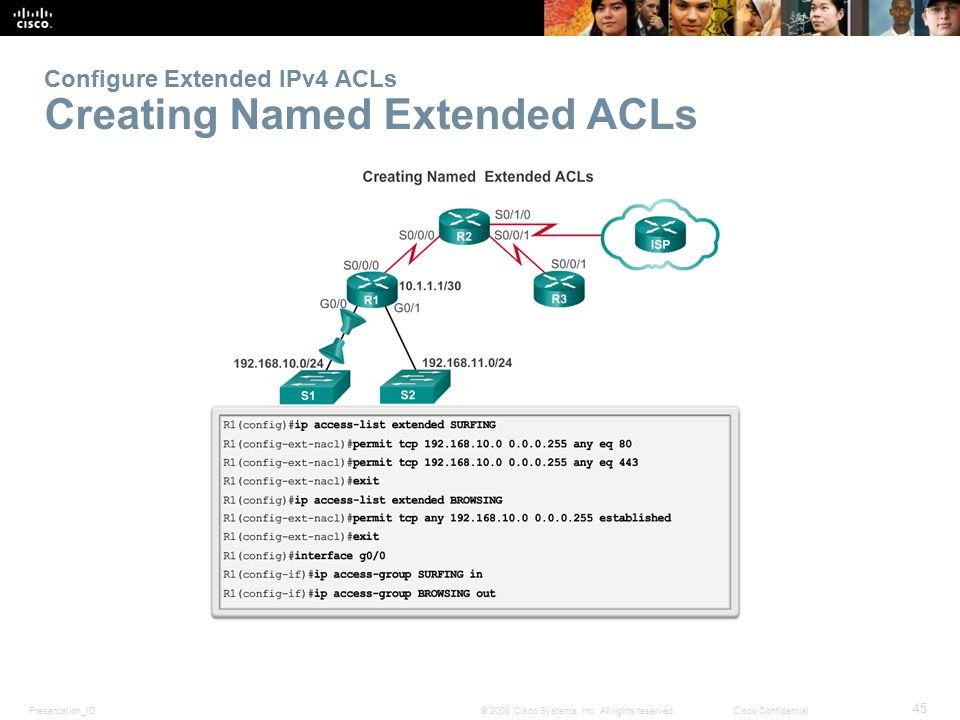 cisco.
Configure Extended IPv4 ACLs
Creating Named Extended ACLs
Creating Named Extended ACLs
S0/1/0
S0/0/0
R2
S0/0/1
ISP
S0/0/0
S0/0/1
10.1.1.1/30
R1
R3
G0/0
G0/1
192.168.10.0/24
192.168.11.0/24
S1
S2
R1(config)#ip access-list extended SURFING
R1(config-ext-nacl)#permit tcp 192.168.10.0 0.0.0.255 any eq 80
R1(config-ext-nacl)#permit tcp 192.168.10.0 0.0.0.255 any eq 443
R1(config-ext-nacl)#exit
R1(config)#ip access-list extended BROWSING
R1(config-ext-nacl)#permit tcp any 192.168.10.0 0.0.0.255 established
R1(config-ext-nacl)#exit
R1(config)#interface g0/0
R1(config-if)#ip access-group SURFING in
R1(config-if)#ip access-group BROWSING out
Presentation_ID
© 2008 Cisco Systems, Inc. All rights reserved.
Cisco Confidential
45